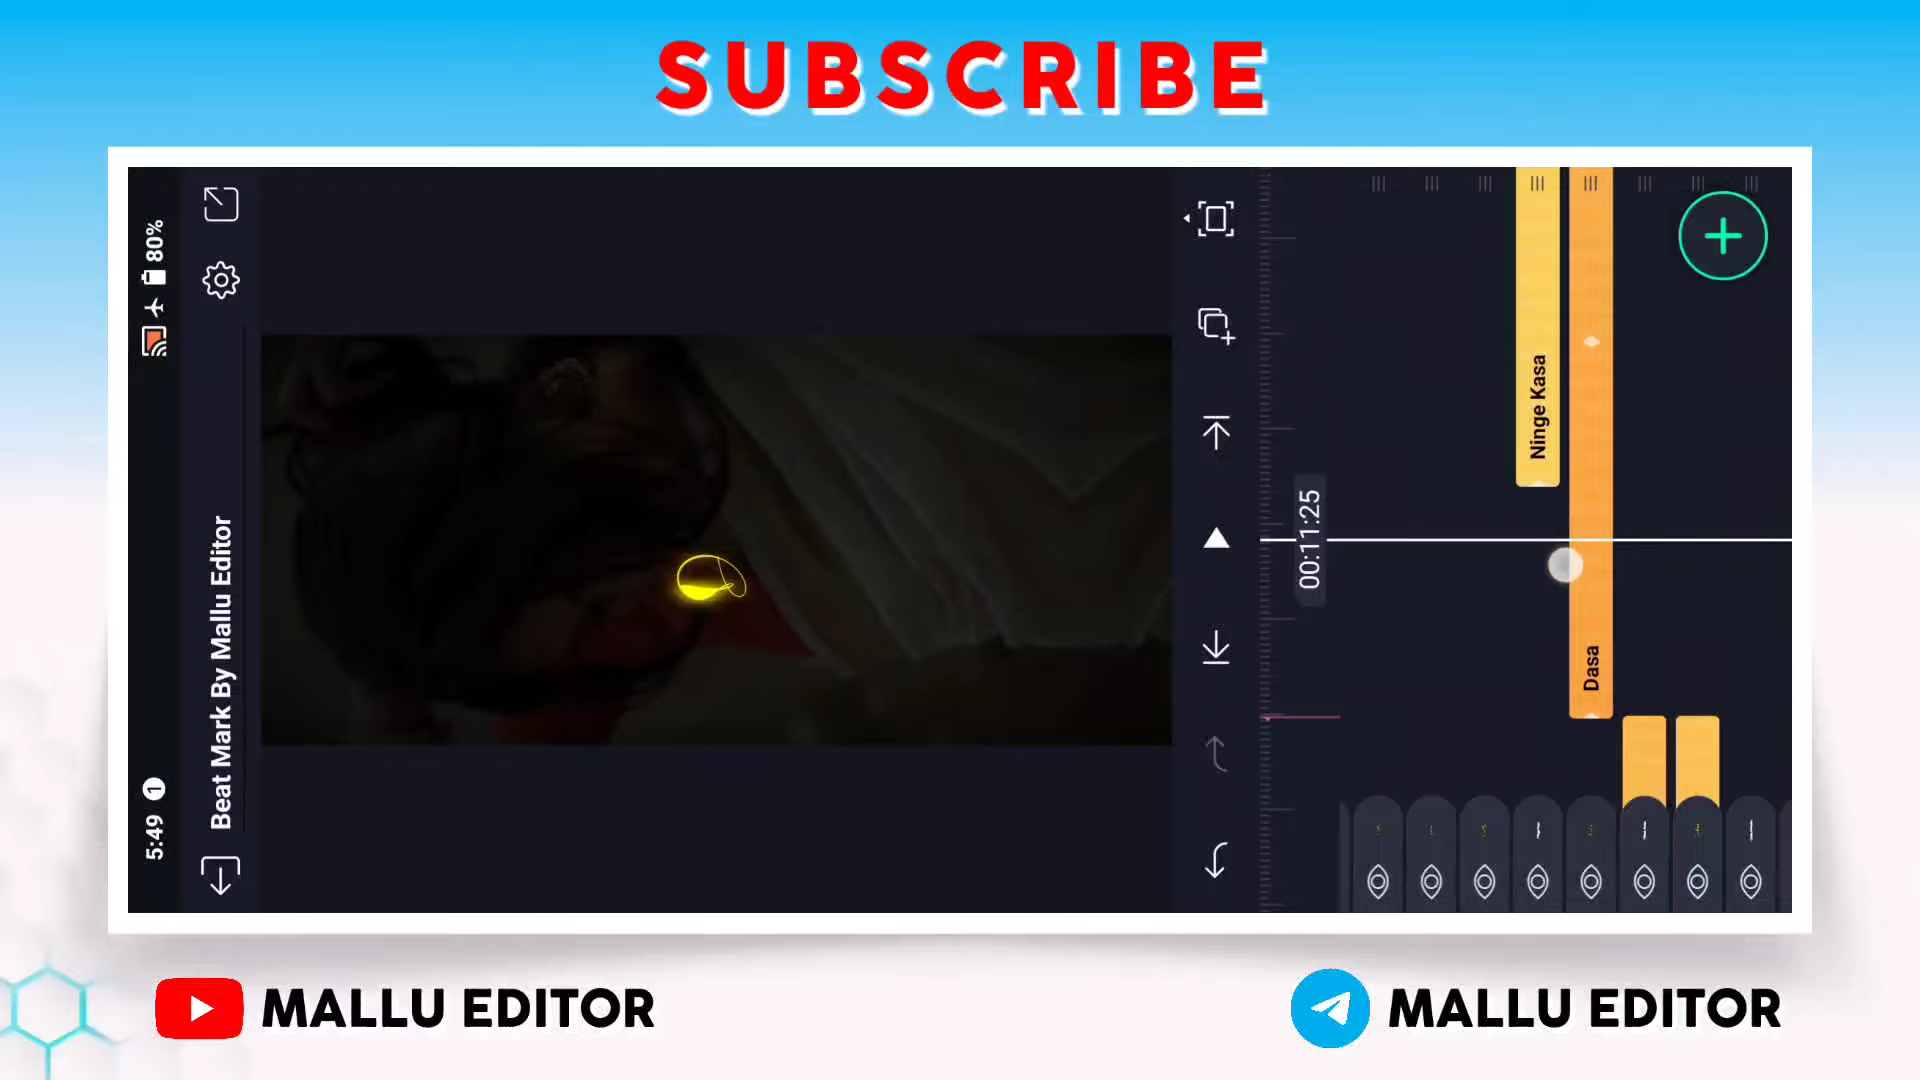 SUBSCRIBE
5:49 1
80%
Beat Mark By Mallu Editor
00:11:25
Ninge Kasa
Dasa
MALLU EDITOR
MALLU EDITOR